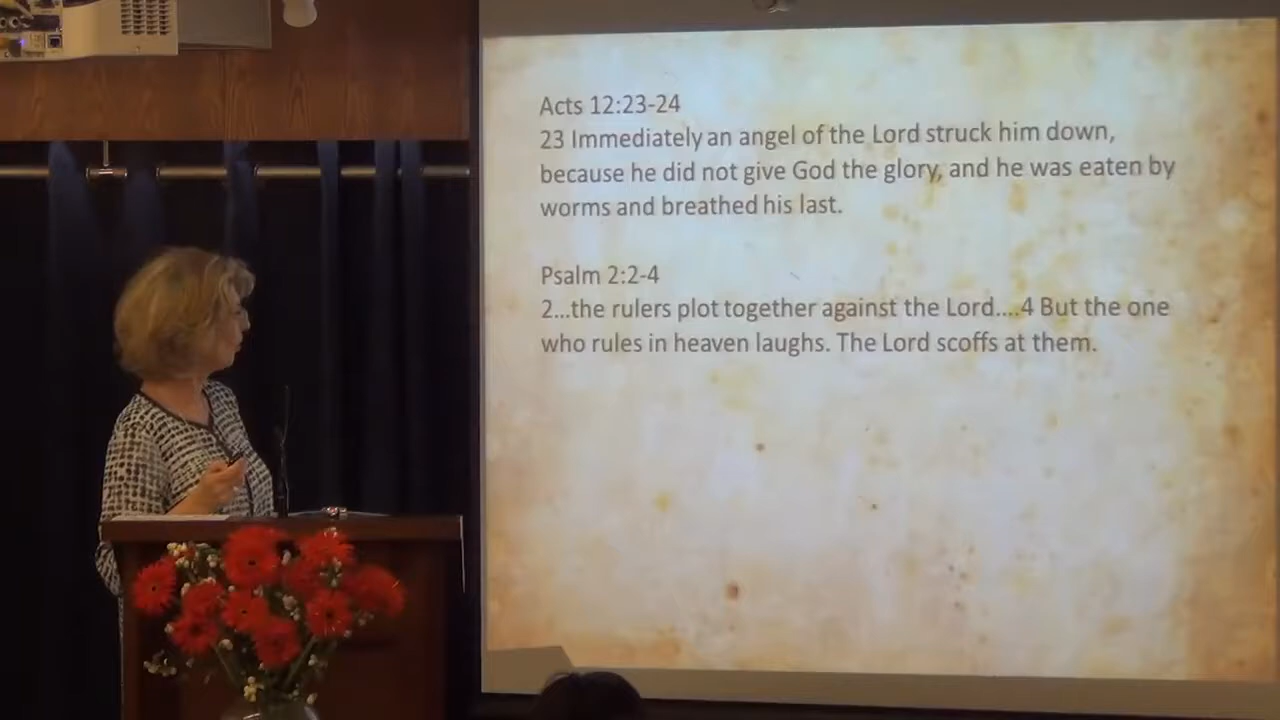 Acts 12:23-24
23 Immediately an angel of the Lord struck him down,
because he did not give God the glory, and he was eaten by
worms and breathed his last.
Psalm 2:2-4
2...the rulers plot together against the Lord....4 But the one
who rules in heaven laughs. The Lord scoffs at them.